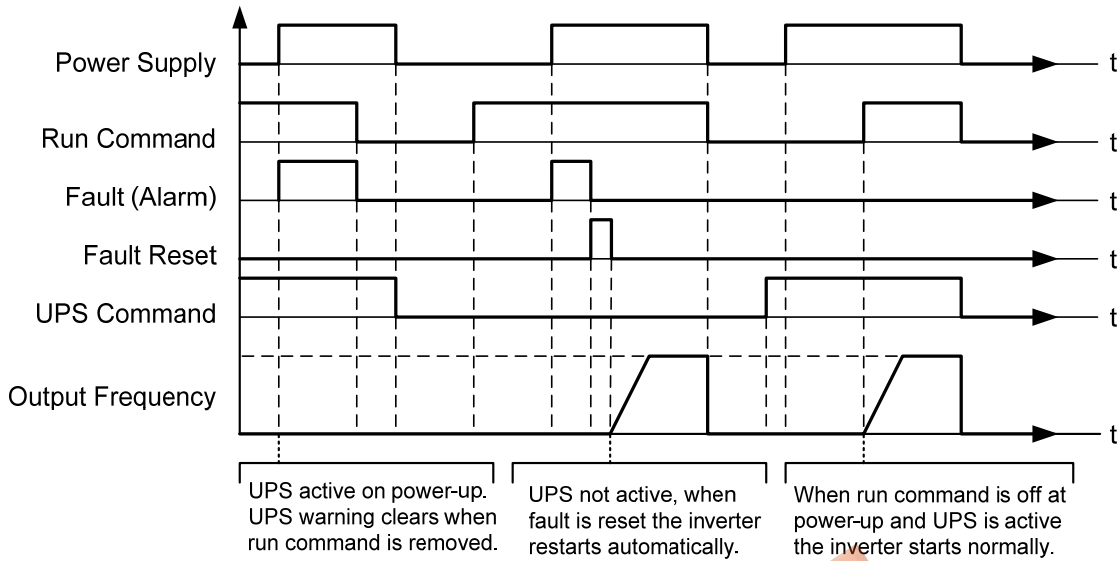 Power Supply
t
Run Command
t
Fault (Alarm)
t
Fault Reset
t
UPS Command
t
Output Frequency
t
UPS active on power-up.
UPS warning clears when
run command is removed.
UPS not active, when
fault is reset the inverter
restarts automatically.
When run command is off at
power-up and UPS is active
the inverter starts normally.